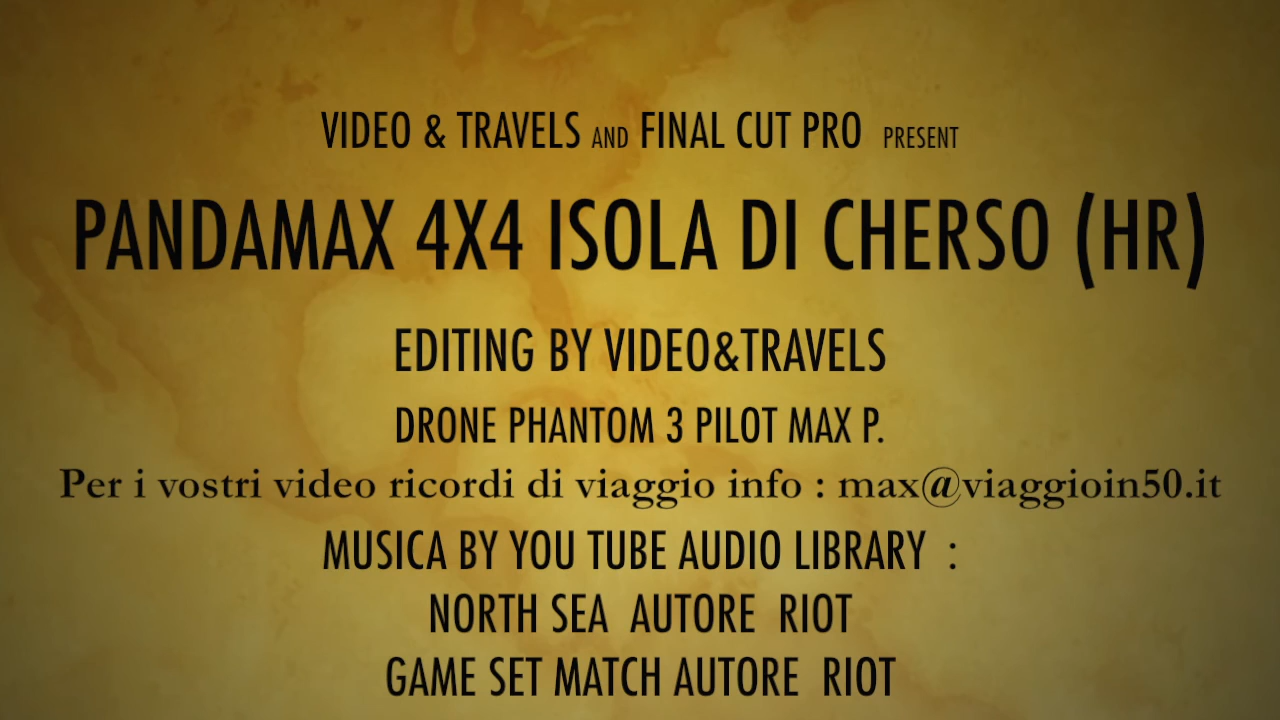 VIDEO & TRAVELS AND FINAL CUT PRO PRESENT
PANDAMAX 4X4 ISOLA DI CHERSO (HR)
EDITING BY VIDEO&TRAVELS
DRONE PHANTOM 3 PILOT MAX P.
Per i vostri video ricordi di viaggio info : max@viaggioin50.it
MUSICA BY YOU TUBE AUDIO LIBRARY :
NORTH SEA AUTORE RIOT
GAME SET MATCH AUTORE RIOT